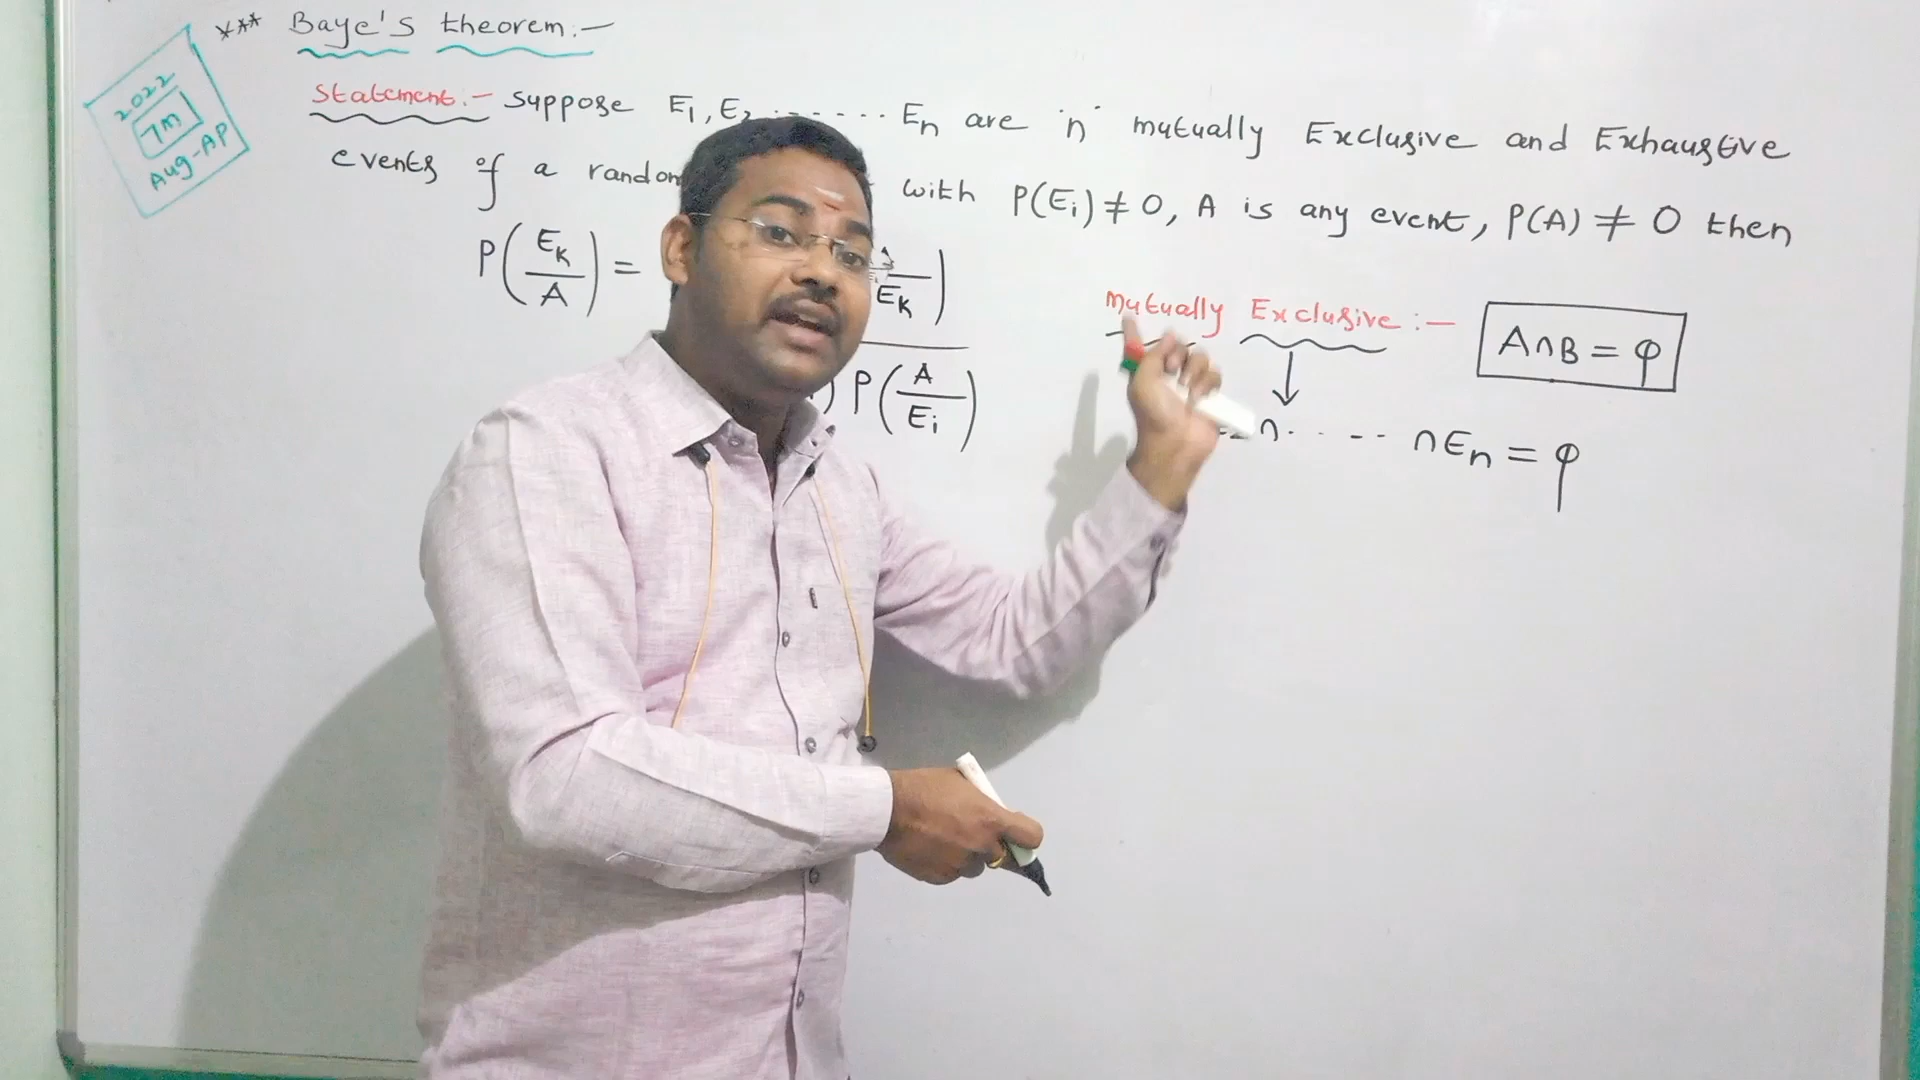 *** Baye's theorem:-
2022
7M
Aug-AP
Statement:- Suppose E1, E2 ...... En are 'n' mutually Exclusive and Exhaustive
events of a random with P(Ei) ≠ 0, A is any event, P(A) ≠ 0 then
P(Ek/A) = Ek)
) P(A/Ei)
Mutually Exclusive :- A∩B = φ
∩ ..... ∩En = φ